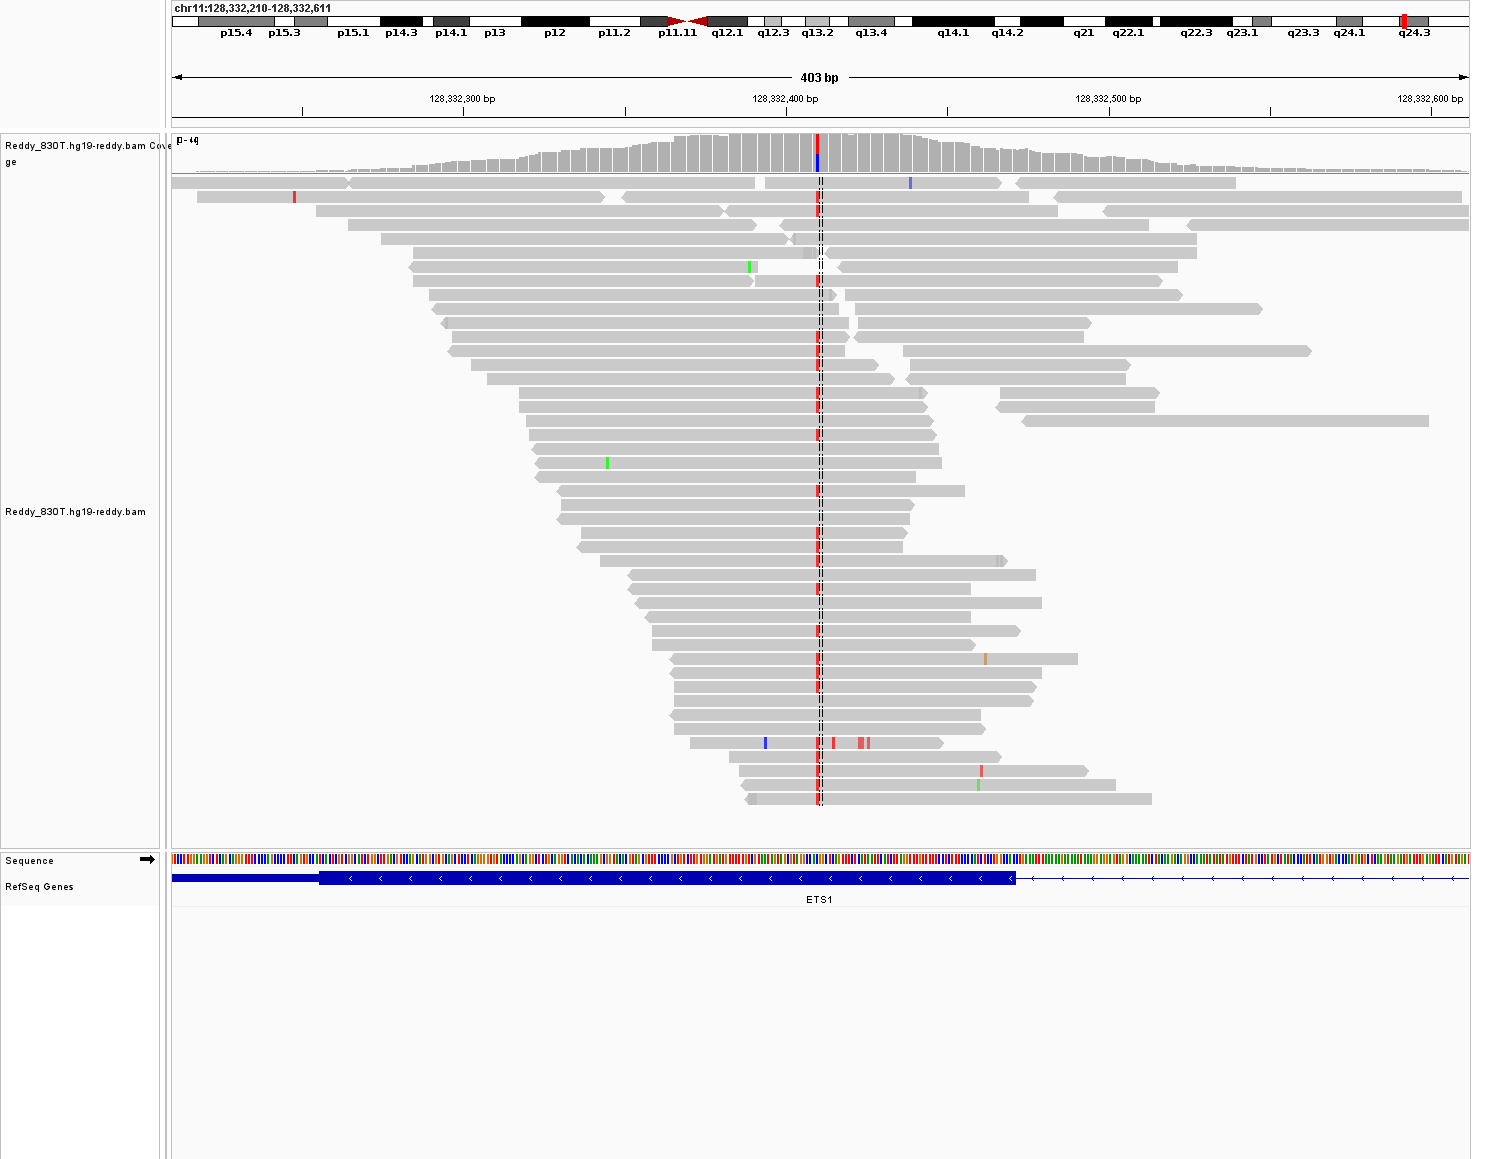 chr11:128,332,210-128,332,611
p15.4 p15.3 p15.1 p14.3 p14.1 p13 p12 p11.2 p11.11 q12.1 q12.3 q13.2 q13.4 q14.1 q14.2 q21 q22.1 q22.3 q23.1 q23.3 q24.1 q24.3
403 bp
128,332,300 bp 128,332,400 bp 128,332,500 bp 128,332,600 bp
Reddy_830T.hg19-reddy.bam Cove
ge
[0 - 44]
Reddy_830T.hg19-reddy.bam
Sequence
RefSeq Genes
ETS1